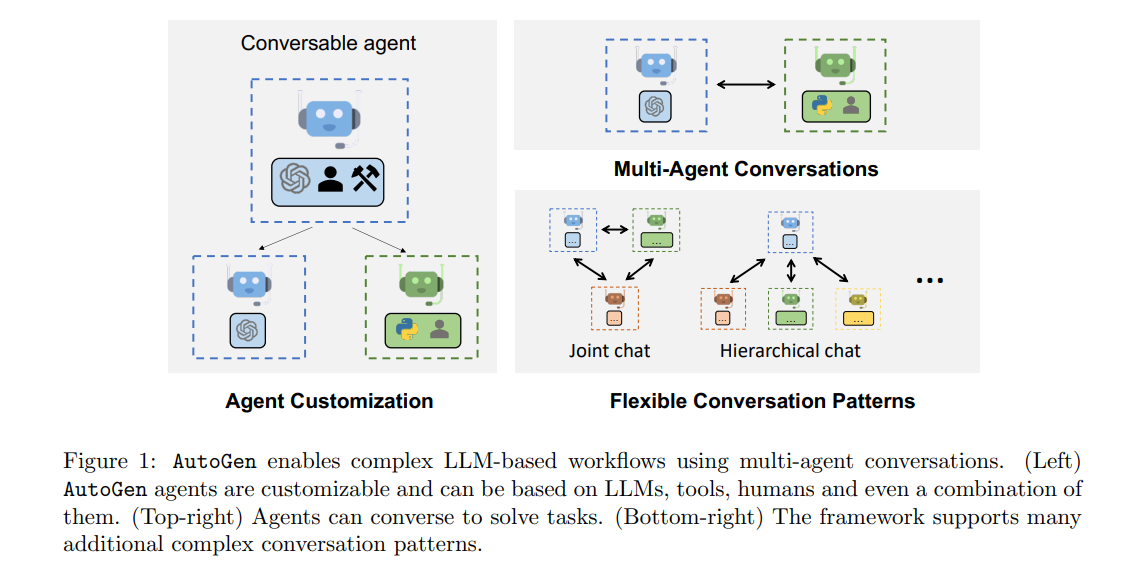 Conversable agent
Agent Customization
Multi-Agent Conversations
...
...
...
...
...
...
...
Joint chat
Hierarchical chat
...
Flexible Conversation Patterns
Figure 1: AutoGen enables complex LLM-based workflows using multi-agent conversations. (Left)
AutoGen agents are customizable and can be based on LLMs, tools, humans and even a combination of
them. (Top-right) Agents can converse to solve tasks. (Bottom-right) The framework supports many
additional complex conversation patterns.